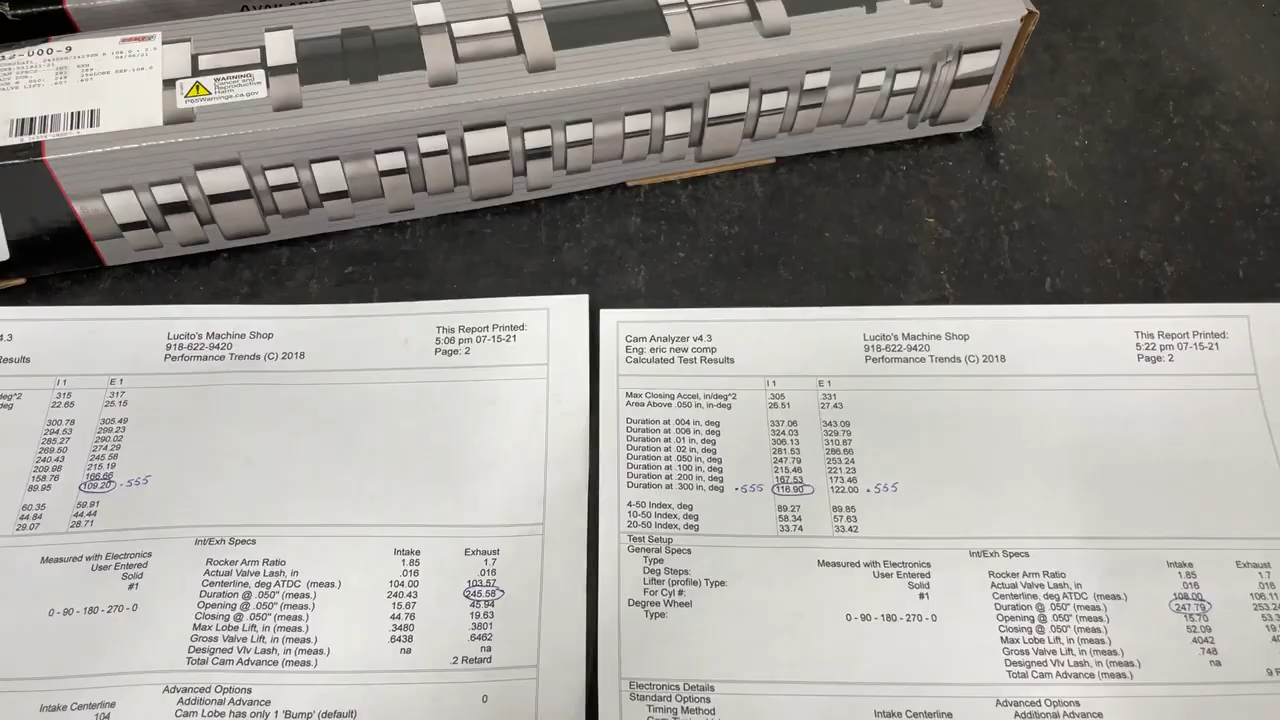 12-000-9
WARNING:
Cancer and
Reproductive
Harm
P65Warnings.ca.gov
4.3
Results
Lucito's Machine Shop
918-622-9420
Performance Trends (C) 2018
This Report Printed:
5:06 pm 07-15-21
Page: 2
I 1 E 1
deg^2 .315 .317
deg 22.65 25.15
300.78 305.49
294.53 299.23
285.27 290.02
269.50 274.29
240.43 245.58
209.98 215.19
158.76 166.66
89.95 109.20 .555
60.35 59.91
44.84 44.44
29.07 28.71
Int/Exh Specs
Measured with Electronics
User Entered
Solid
#1
0 - 90 - 180 - 270 - 0
Intake Exhaust
Rocker Arm Ratio 1.85 1.7
Actual Valve Lash, in .016 .016
Centerline, deg ATDC (meas.) 104.00 103.57
Duration @ .050" (meas.) 240.43 245.58
Opening @ .050" (meas.) 15.67 45.94
Closing @ .050" (meas.) 44.76 19.63
Max Lobe Lift, in (meas.) .3480 .3801
Gross Valve Lift, in (meas.) .6438 .6462
Designed Vlv Lash, in (meas.) na na
Total Cam Advance (meas.) .2 Retard
Advanced Options
Intake Centerline Additional Advance 0
104 Cam Lobe has only 1 'Bump' (default)
Cam Analyzer v4.3
Eng: eric new comp
Calculated Test Results
Lucito's Machine Shop
918-622-9420
Performance Trends (C) 2018
This Report Printed:
5:22 pm 07-15-21
Page: 2
I 1 E 1
Max Closing Accel, in/deg^2 .305 .331
Area Above .050 in, in-deg 26.51 27.43
Duration at .004 in, deg 337.06 343.09
Duration at .006 in, deg 324.03 329.79
Duration at .01 in, deg 306.13 310.87
Duration at .02 in, deg 281.53 286.66
Duration at .050 in, deg 247.79 253.24
Duration at .100 in, deg 215.46 221.23
Duration at .200 in, deg 167.53 173.46
Duration at .300 in, deg .555 116.90 122.00 .555
4-50 Index, deg 89.27 89.85
10-50 Index, deg 58.34 57.63
20-50 Index, deg 33.74 33.42
Test Setup
General Specs
Type Measured with Electronics
Deg Steps: User Entered
Lifter (profile) Type: Solid
For Cyl #: #1
Degree Wheel
Type: 0 - 90 - 180 - 270 - 0
Int/Exh Specs
Intake Exhaust
Rocker Arm Ratio 1.85 1.7
Actual Valve Lash, in .016 .016
Centerline, deg ATDC (meas.) 108.00 106.11
Duration @ .050" (meas.) 247.79 253.24
Opening @ .050" (meas.) 15.70 53.3
Closing @ .050" (meas.) 52.09 19.
Max Lobe Lift, in (meas.) .4042
Gross Valve Lift, in (meas.) .748
Designed Vlv Lash, in (meas.) na
Total Cam Advance (meas.)
Electronics Details
Standard Options
Timing Method
Advanced Options
Intake Centerline Additional Advance